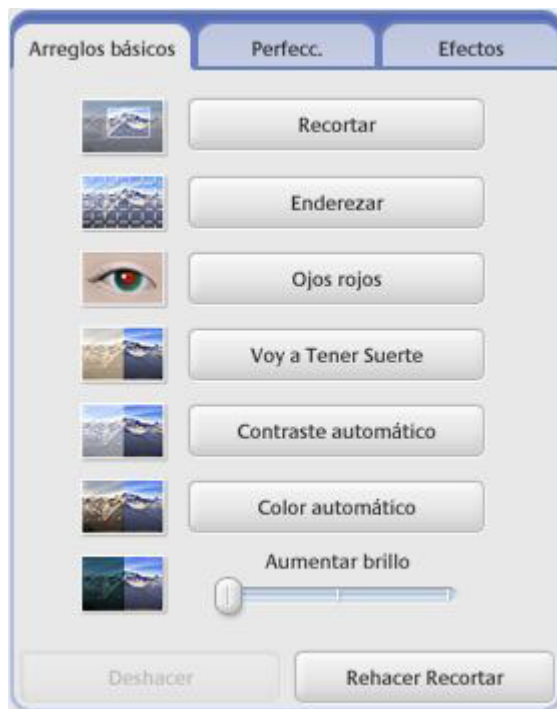 Arreglos básicos Perfecc. Efectos
Recortar
Enderezar
Ojos rojos
Voy a Tener Suerte
Contraste automático
Color automático
Aumentar brillo
Deshacer Rehacer Recortar